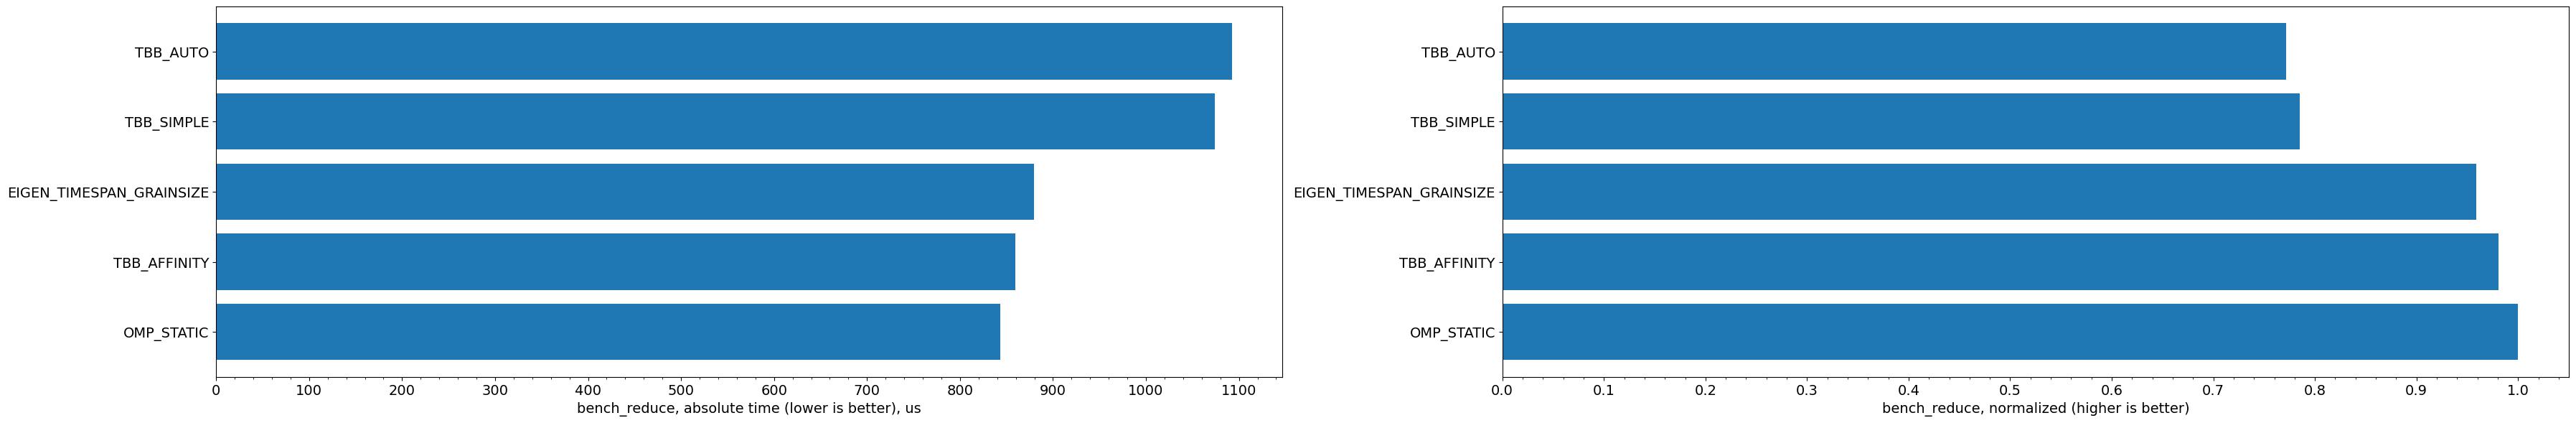 TBB_AUTO
TBB_SIMPLE
EIGEN_TIMESPAN_GRAINSIZE
TBB_AFFINITY
OMP_STATIC
0 100 200 300 400 500 600 700 800 900 1000 1100
bench_reduce, absolute time (lower is better), us
TBB_AUTO
TBB_SIMPLE
EIGEN_TIMESPAN_GRAINSIZE
TBB_AFFINITY
OMP_STATIC
0.0 0.1 0.2 0.3 0.4 0.5 0.6 0.7 0.8 0.9 1.0
bench_reduce, normalized (higher is better)